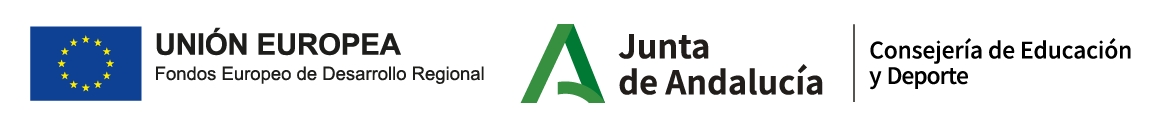 UNIÓN EUROPEA
Fondos Europeo de Desarrollo Regional
Junta
de Andalucía
Consejería de Educación
y Deporte